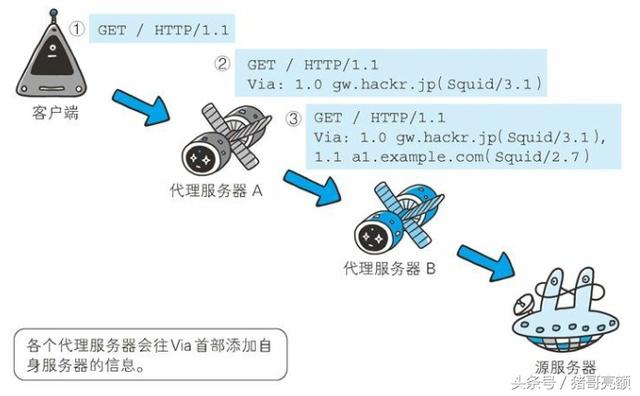 ① GET / HTTP/1.1
② GET / HTTP/1.1
Via: 1.0 gw.hackr.jp(Squid/3.1)
③ GET / HTTP/1.1
Via: 1.0 gw.hackr.jp(Squid/3.1),
1.1 a1.example.com(Squid/2.7)
客户端
代理服务器 A
代理服务器 B
源服务器
各个代理服务器会往Via首部添加自
身服务器的信息。
头条号 / 猪哥亮额